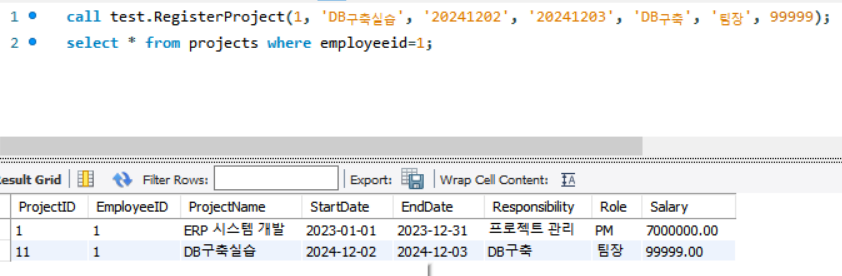 1 call test.RegisterProject(1, 'DB구축실습', '20241202', '20241203', 'DB구축', '팀장', 99999);
2 select * from projects where employeeid=1;
esult Grid Filter Rows: Export: Wrap Cell Content:
ProjectID EmployeeID ProjectName StartDate EndDate Responsibility Role Salary
1 1 ERP 시스템 개발 2023-01-01 2023-12-31 프로젝트 관리 PM 7000000.00
11 1 DB구축실습 2024-12-02 2024-12-03 DB구축 팀장 99999.00